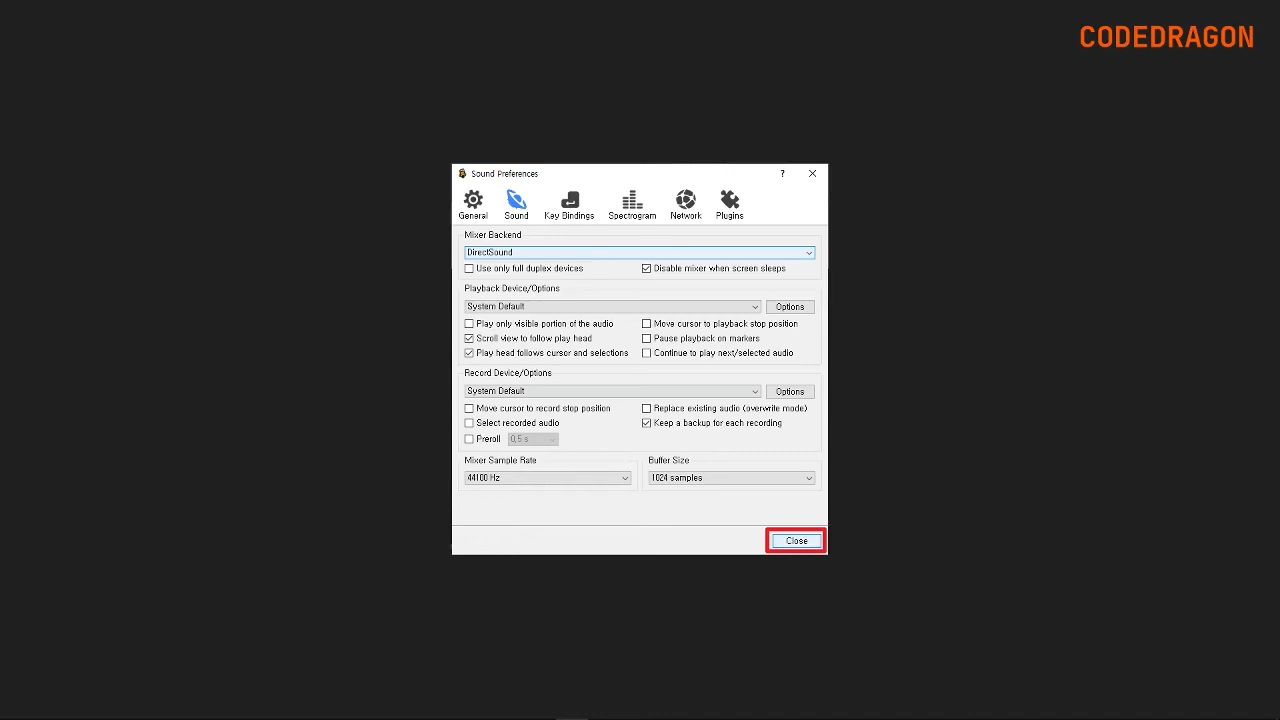 CODEDRAGON
Sound Preferences
?
General Sound Key Bindings Spectrogram Network Plugins
Mixer Backend
DirectSound
Use only full duplex devices Disable mixer when screen sleeps
Playback Device/Options
System Default Options
Play only visible portion of the audio Move cursor to playback stop position
Scroll view to follow play head Pause playback on markers
Play head follows cursor and selections Continue to play next/selected audio
Record Device/Options
System Default Options
Move cursor to record stop position Replace existing audio (overwrite mode)
Select recorded audio Keep a backup for each recording
Preroll 0,5 s
Mixer Sample Rate Buffer Size
44100 Hz 1024 samples
Close